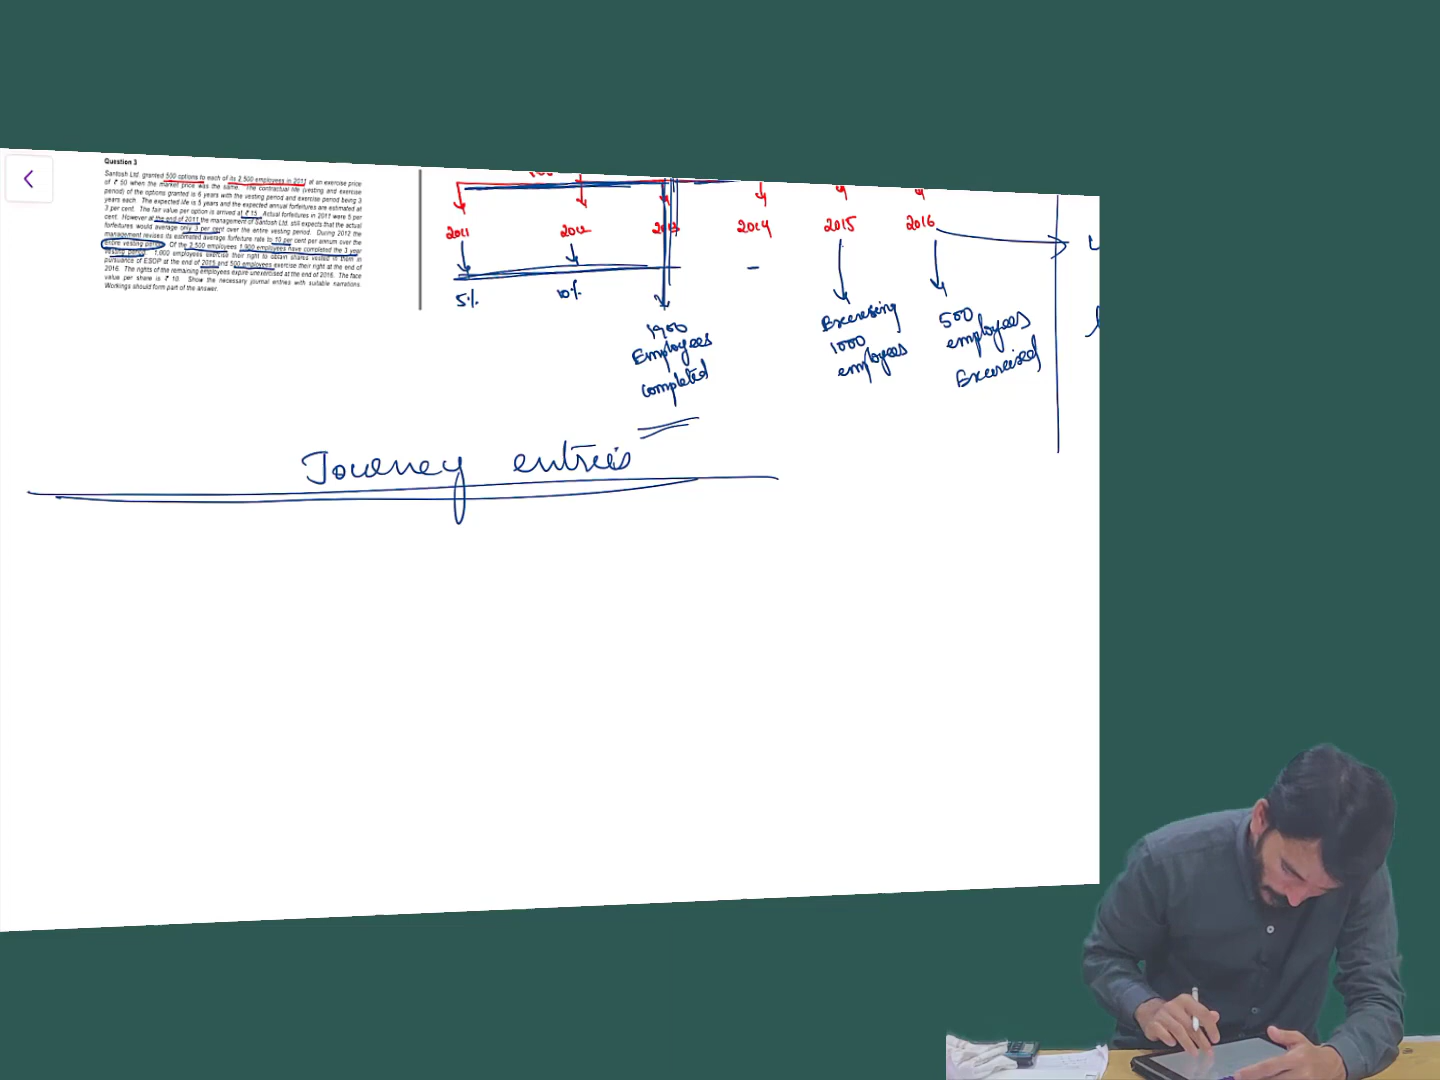 Question 3
Santosh Ltd. granted 500 options to each of its 2,500 employees in 2011 at an exercise price
of ₹ 50 when the market price was the same. The contractual life (vesting and exercise
period) of the options granted is 6 years with the vesting period and exercise period being 3
years each. The expected life is 5 years and the expected annual forfeitures are estimated at
3 per cent. The fair value per option is arrived at ₹ 15. Actual forfeitures in 2011 were 5 per
cent. However at the end of 2011 the management of Santosh Ltd. still expects that the actual
forfeitures would average only 3 per cent over the entire vesting period. During 2012 the
management revises its estimated average forfeiture rate to 10 per cent per annum over the
entire vesting period. Of the 2,500 employees 1,900 employees have completed the 3 year
vesting period. 1,000 employees exercise their right to obtain shares vested in them in
pursuance of ESOP at the end of 2015 and 500 employees exercise their right at the end of
2016. The rights of the remaining employees expire unexercised at the end of 2016. The face
value per share is ₹ 10. Show the necessary journal entries with suitable narrations.
Workings should form part of the answer.
2011 2012 2013 2014 2015 2016
5% 10% –
1900
Employees
completed
Exercising
1000
employees
500
employees
Exercised
Journey entries